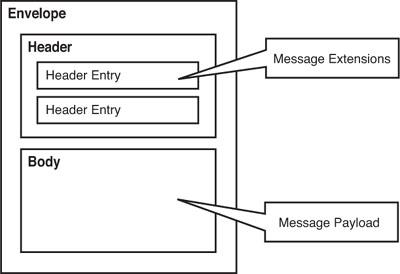 Envelope
Header
Header Entry
Message Extensions
Header Entry
Body
Message Payload